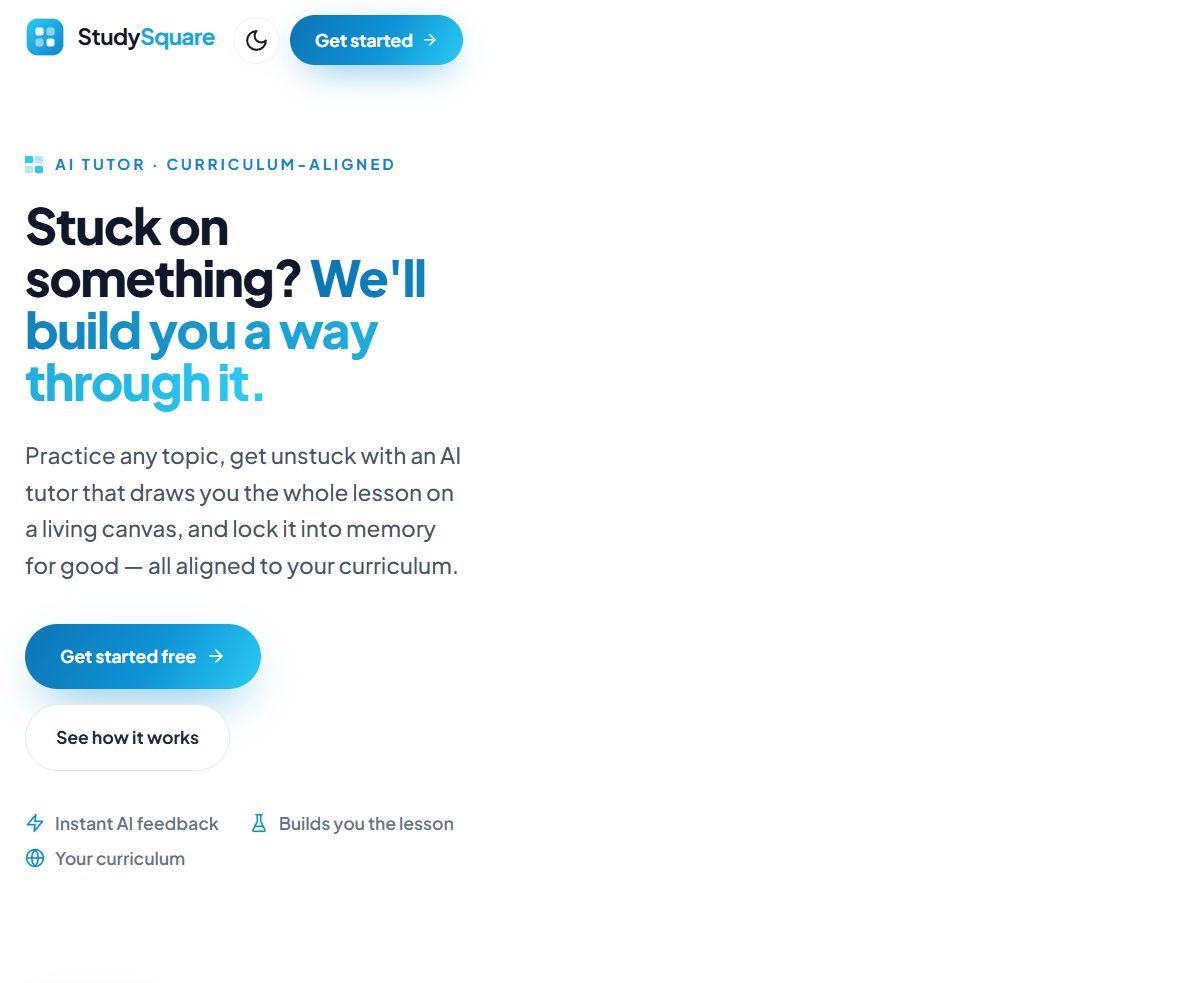 StudySquare
Get started
AI TUTOR · CURRICULUM-ALIGNED
Stuck on
something? We'll
build you a way
through it.
Practice any topic, get unstuck with an AI
tutor that draws you the whole lesson on
a living canvas, and lock it into memory
for good — all aligned to your curriculum.
Get started free
See how it works
Instant AI feedback
Builds you the lesson
Your curriculum